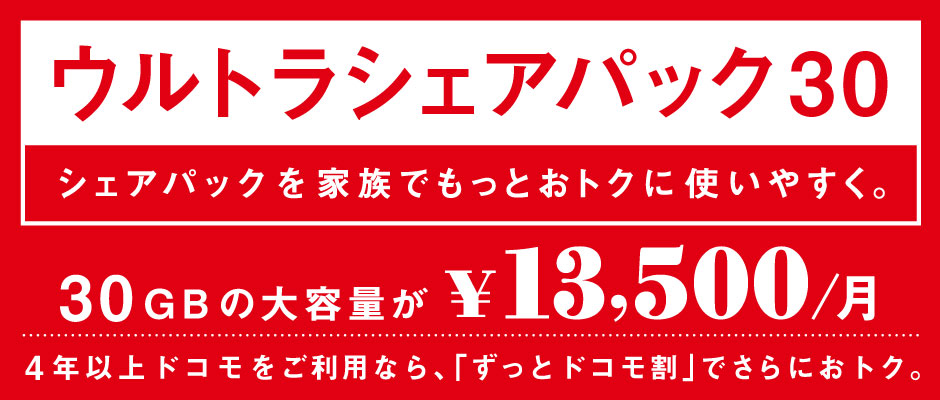 ウルトラシェアパック30
シェアパックを家族でもっとおトクに使いやすく。
30GBの大容量が ¥13,500/月
4年以上ドコモをご利用なら、「ずっとドコモ割」でさらにおトク。